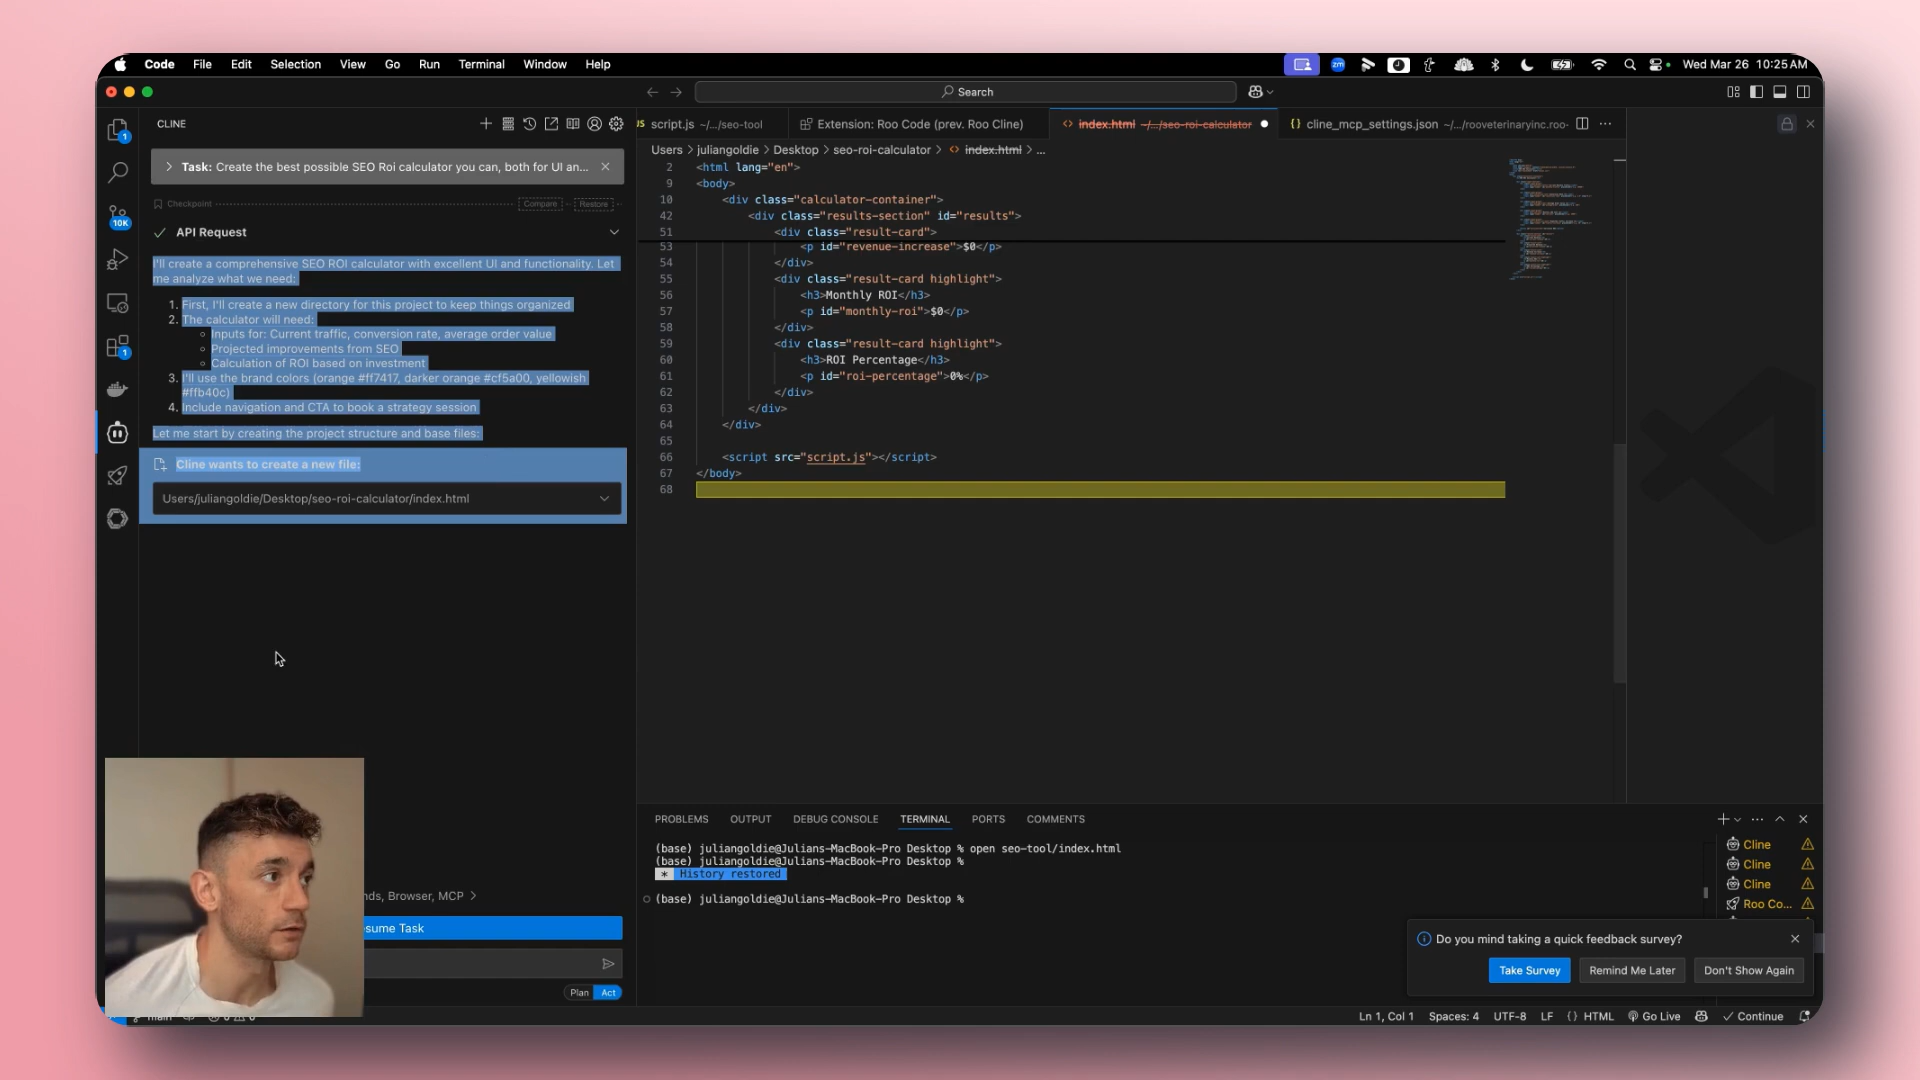 Code File Edit Selection View Go Run Terminal Window Help
zm
Wed Mar 26 10:25 AM
Search
CLINE
script.js ~/.../seo-tool
Extension: Roo Code (prev. Roo Cline)
index.html ~/.../seo-roi-calculator
cline_mcp_settings.json ~/.../rooveterinaryinc.roo-
Users > juliangoldie > Desktop > seo-roi-calculator > index.html > ...
1
10K
1
Task: Create the best possible SEO Roi calculator you can, both for UI an...
Checkpoint
Compare
Restore
API Request
I'll create a comprehensive SEO ROI calculator with excellent UI and functionality. Let
me analyze what we need:
1. First, I'll create a new directory for this project to keep things organized
2. The calculator will need:
Inputs for: Current traffic, conversion rate, average order value
Projected improvements from SEO
Calculation of ROI based on investment
3. I'll use the brand colors (orange #ff7417, darker orange #cf5a00, yellowish
#ffb40c)
4. Include navigation and CTA to book a strategy session
Let me start by creating the project structure and base files:
Cline wants to create a new file:
Users/juliangoldie/Desktop/seo-roi-calculator/index.html
2 <html lang="en">
9 <body>
10 <div class="calculator-container">
42 <div class="results-section" id="results">
51 <div class="result-card">
53 <p id="revenue-increase">$0</p>
54 </div>
55 <div class="result-card highlight">
56 <h3>Monthly ROI</h3>
57 <p id="monthly-roi">$0</p>
58 </div>
59 <div class="result-card highlight">
60 <h3>ROI Percentage</h3>
61 <p id="roi-percentage">0%</p>
62 </div>
63 </div>
64 </div>
65
66 <script src="script.js"></script>
67 </body>
68
PROBLEMS OUTPUT DEBUG CONSOLE TERMINAL PORTS COMMENTS
(base) juliangoldie@Julians-MacBook-Pro Desktop % open seo-tool/index.html
(base) juliangoldie@Julians-MacBook-Pro Desktop %
* History restored
(base) juliangoldie@Julians-MacBook-Pro Desktop %
Cline
Cline
Cline
Roo Co...
nds, Browser, MCP >
sume Task
Plan Act
Do you mind taking a quick feedback survey?
Take Survey
Remind Me Later
Don't Show Again
main
Ln 1, Col 1 Spaces: 4 UTF-8 LF {} HTML Go Live Continue